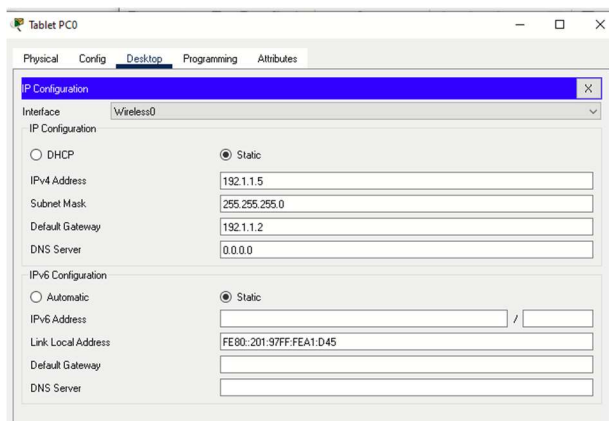 Tablet PC0
Physical Config Desktop Programming Attributes
IP Configuration X
Interface Wireless0
IP Configuration
DHCP Static
IPv4 Address 192.1.1.5
Subnet Mask 255.255.255.0
Default Gateway 192.1.1.2
DNS Server 0.0.0.0
IPv6 Configuration
Automatic Static
IPv6 Address /
Link Local Address FE80::201:97FF:FEA1:D45
Default Gateway
DNS Server